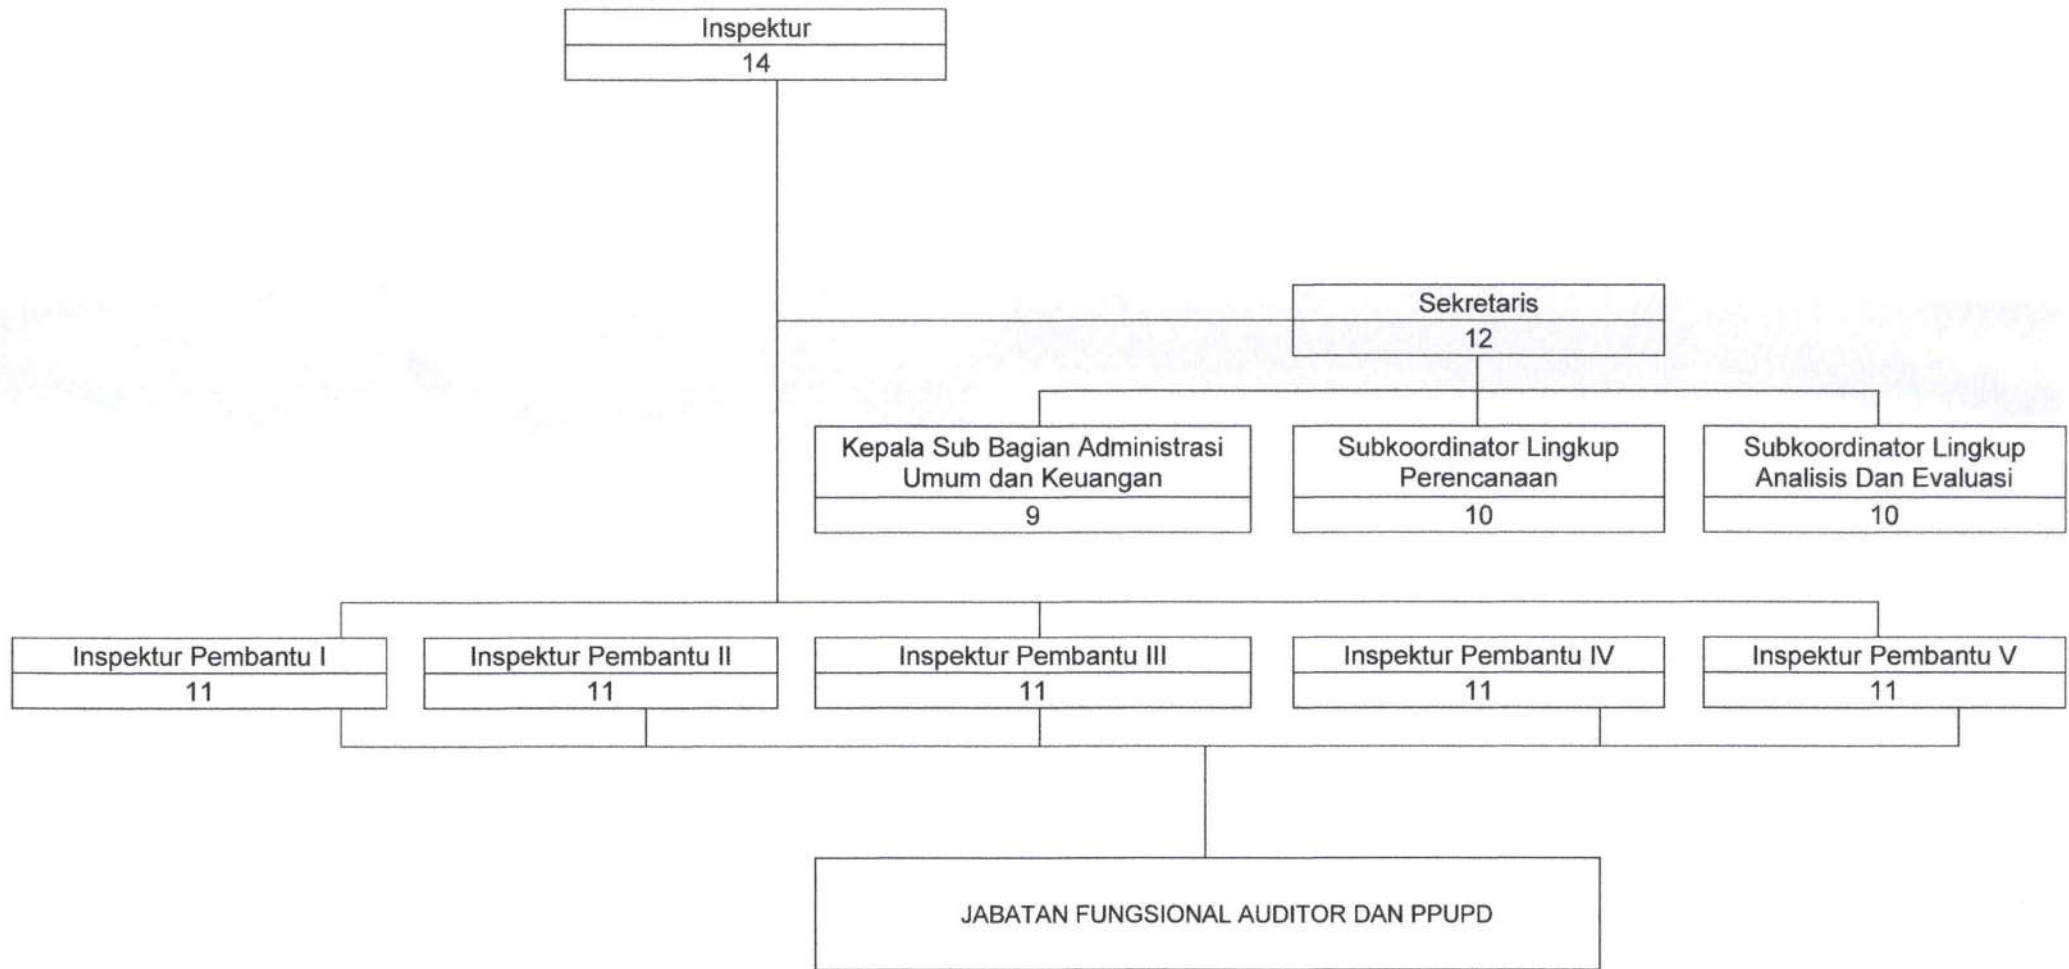 Inspektur
14
Sekretaris
12
Kepala Sub Bagian Administrasi
Umum dan Keuangan
9
Subkoordinator Lingkup
Perencanaan
10
Subkoordinator Lingkup
Analisis Dan Evaluasi
10
Inspektur Pembantu I
11
Inspektur Pembantu II
11
Inspektur Pembantu III
11
Inspektur Pembantu IV
11
Inspektur Pembantu V
11
JABATAN FUNGSIONAL AUDITOR DAN PPUPD